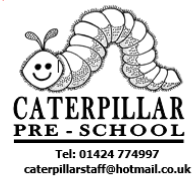 CATERPILLAR
PRE - SCHOOL
Tel: 01424 774997
caterpillarstaff@hotmail.co.uk